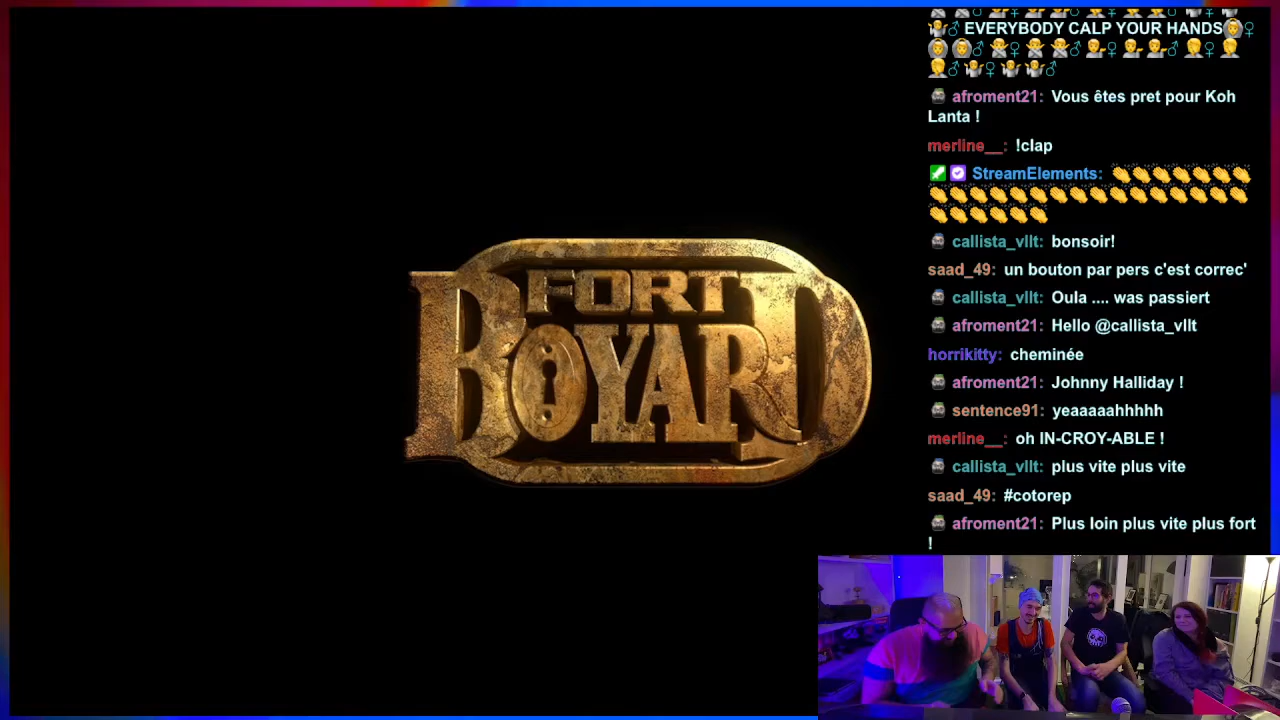 FORT
BOYARD
EVERYBODY CALP YOUR HANDS
afroment21: Vous êtes pret pour Koh
Lanta !
merline__: !clap
StreamElements:
callista_vllt: bonsoir!
saad_49: un bouton par pers c'est correc'
callista_vllt: Oula .... was passiert
afroment21: Hello @callista_vllt
horrikitty: cheminée
afroment21: Johnny Halliday !
sentence91: yeaaaaahhhhh
merline__: oh IN-CROY-ABLE !
callista_vllt: plus vite plus vite
saad_49: #cotorep
afroment21: Plus loin plus vite plus fort
!